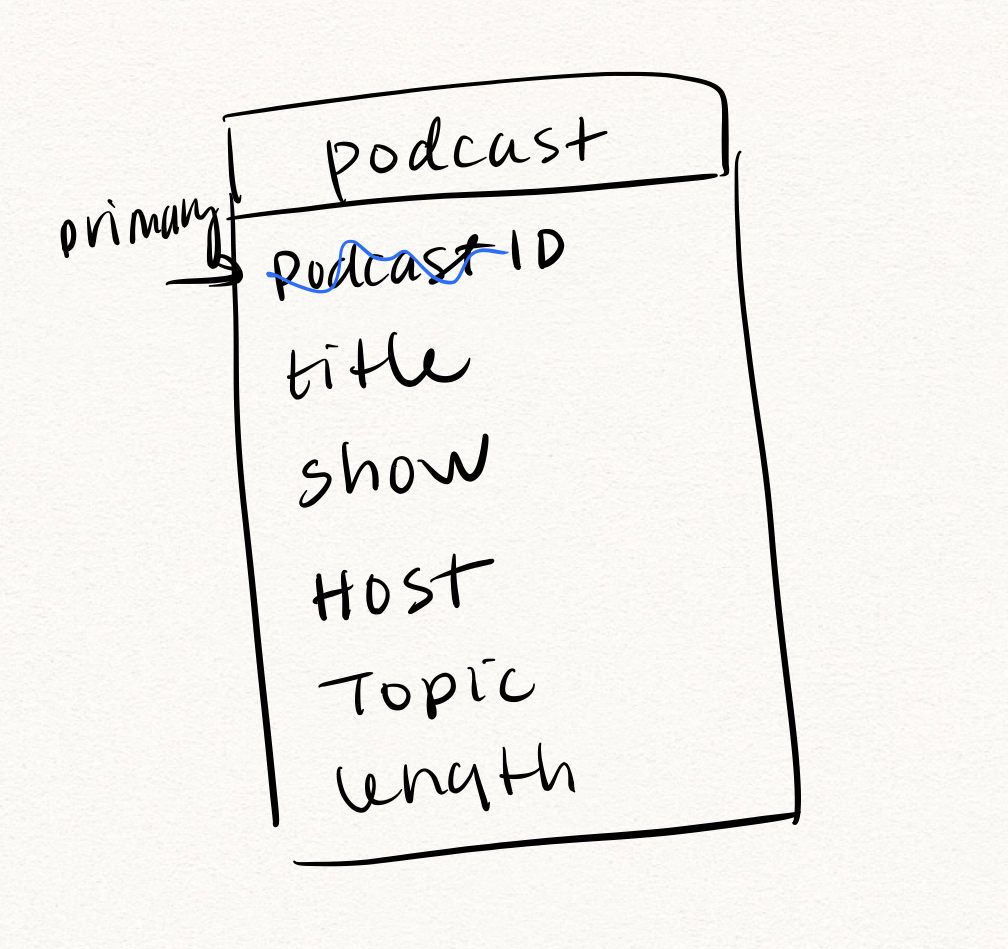 podcast
primary
podcast ID
title
show
Host
Topic
length